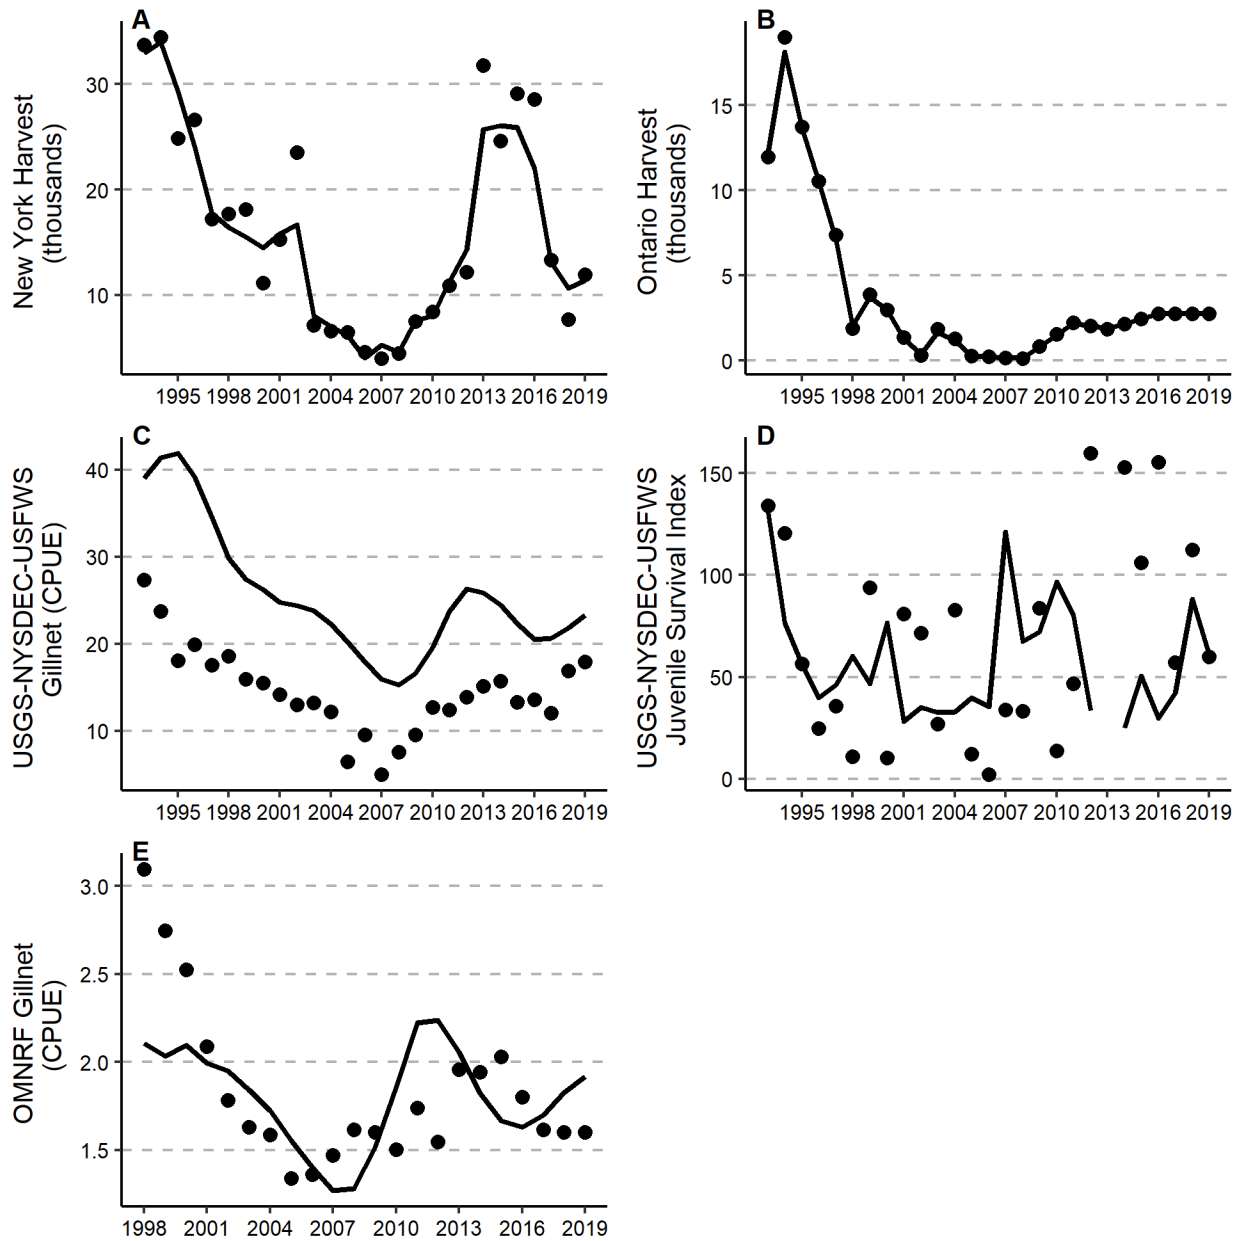 A
New York Harvest
(thousands)
30
20
10
1995 1998 2001 2004 2007 2010 2013 2016 2019
B
Ontario Harvest
(thousands)
15
10
5
0
1995 1998 2001 2004 2007 2010 2013 2016 2019
C
USGS-NYSDEC-USFWS
Gillnet (CPUE)
40
30
20
10
1995 1998 2001 2004 2007 2010 2013 2016 2019
D
USGS-NYSDEC-USFWS
Juvenile Survival Index
150
100
50
0
1995 1998 2001 2004 2007 2010 2013 2016 2019
E
OMNRF Gillnet
(CPUE)
3.0
2.5
2.0
1.5
1998 2001 2004 2007 2010 2013 2016 2019